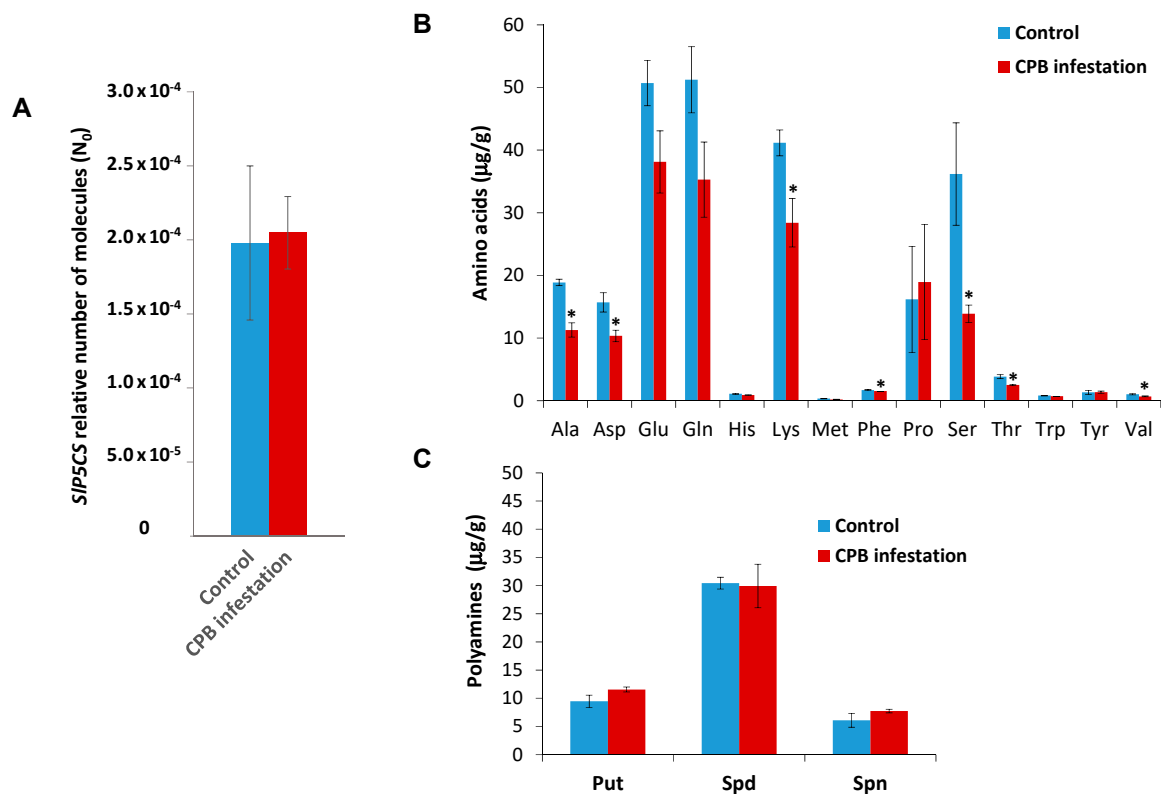 A
SIP5CS relative number of molecules (N0)
3.0 x 10-4
2.5 x 10-4
2.0 x 10-4
1.5 x 10-4
1.0 x 10-4
5.0 x 10-5
0
Control
CPB infestation
B
Amino acids (µg/g)
60
50
40
30
20
10
0
Control
CPB infestation
*
*
*
*
*
*
*
Ala Asp Glu Gln His Lys Met Phe Pro Ser Thr Trp Tyr Val
C
Polyamines (µg/g)
50
45
40
35
30
25
20
15
10
5
0
Control
CPB infestation
Put Spd Spn